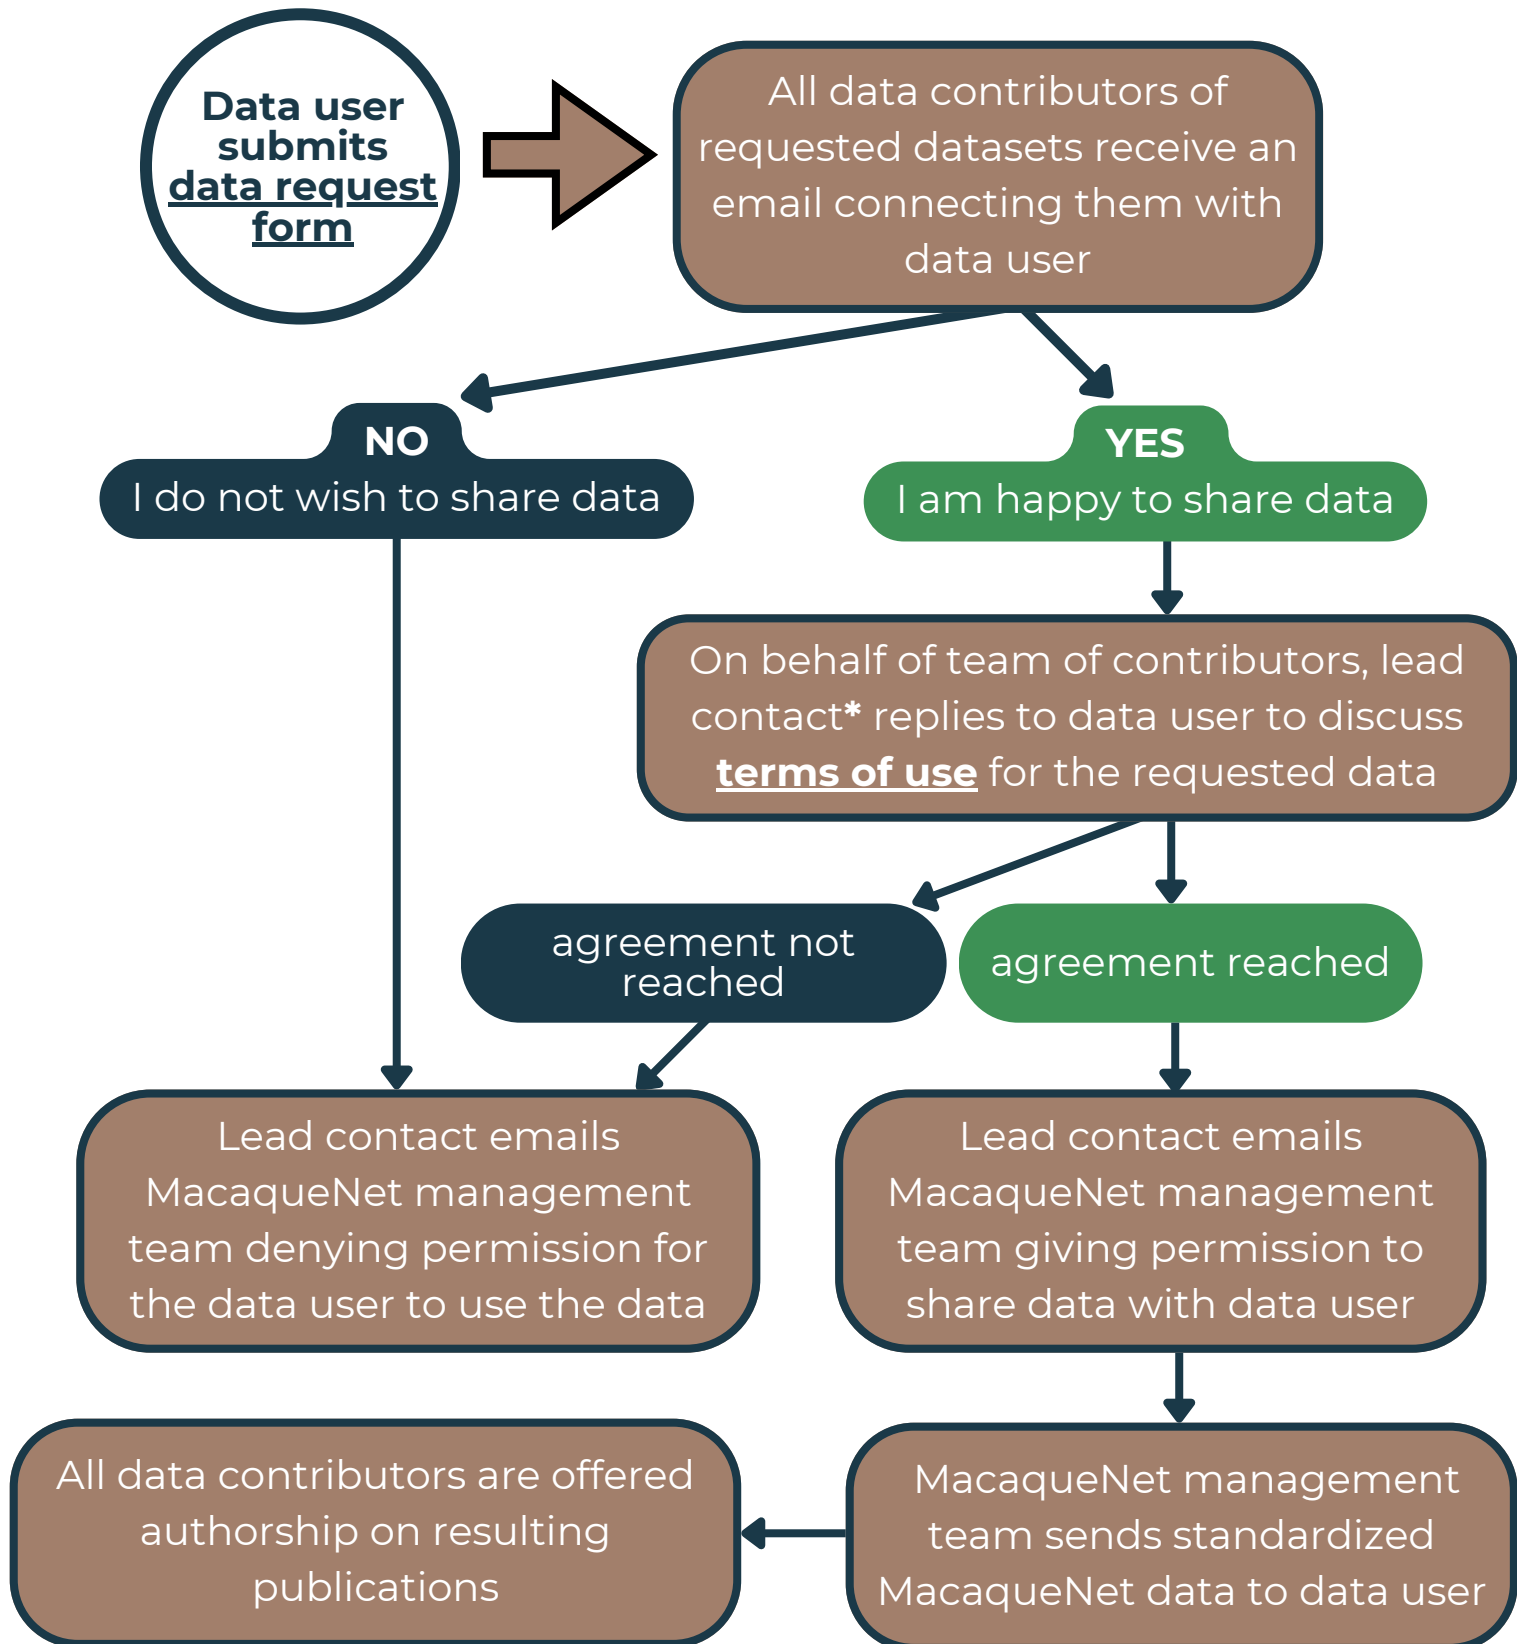 Data user
submits
data request
form
All data contributors of
requested datasets receive an
email connecting them with
data user
NO
I do not wish to share data
YES
I am happy to share data
On behalf of team of contributors, lead
contact* replies to data user to discuss
terms of use for the requested data
agreement not
reached
agreement reached
Lead contact emails
MacaqueNet management
team denying permission for
the data user to use the data
Lead contact emails
MacaqueNet management
team giving permission to
share data with data user
All data contributors are offered
authorship on resulting
publications
MacaqueNet management
team sends standardized
MacaqueNet data to data user